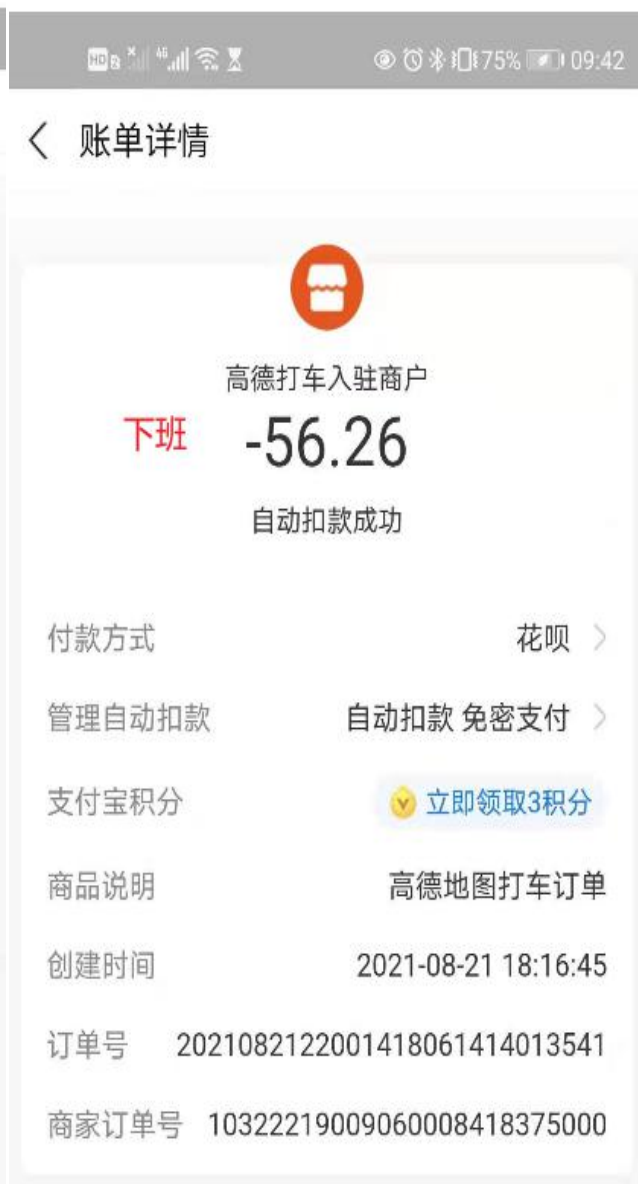 HD 2 4G 75% 09:42
账单详情
高德打车入驻商户
下班 -56.26
自动扣款成功
付款方式 花呗
管理自动扣款 自动扣款 免密支付
支付宝积分 立即领取3积分
商品说明 高德地图打车订单
创建时间 2021-08-21 18:16:45
订单号 2021082122001418061414013541
商家订单号 10322219009060008418375000